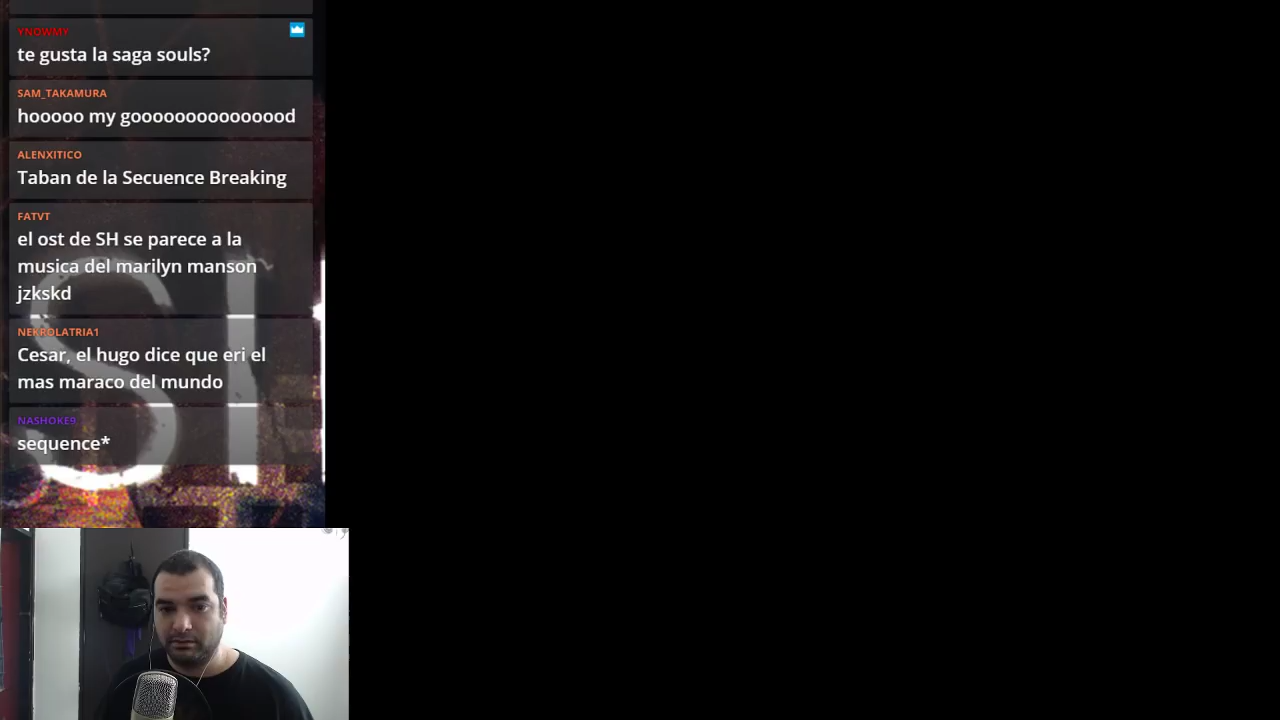 YNOWMY
te gusta la saga souls?
SAM_TAKAMURA
hooooo my gooooooooooooood
ALENXITICO
Taban de la Secuence Breaking
FATVT
el ost de SH se parece a la
musica del marilyn manson
jzkskd
NEKROLATRIA1
Cesar, el hugo dice que eri el
mas maraco del mundo
NASHOKE9
sequence*
SI